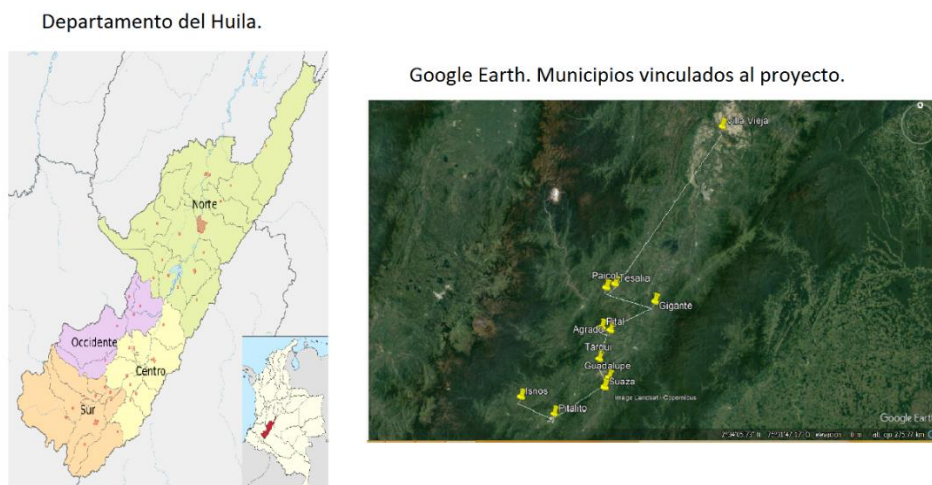 Departamento del Huila.
Google Earth. Municipios vinculados al proyecto.
Norte
Occidente
Centro
Sur
Villa Vieja
Paicol
Tesalia
Gigante
Pital
Agrado
Tarqui
Guadalupe
Suaza
Isnos
Pitalito
Image Landsat / Copernicus
Google Earth